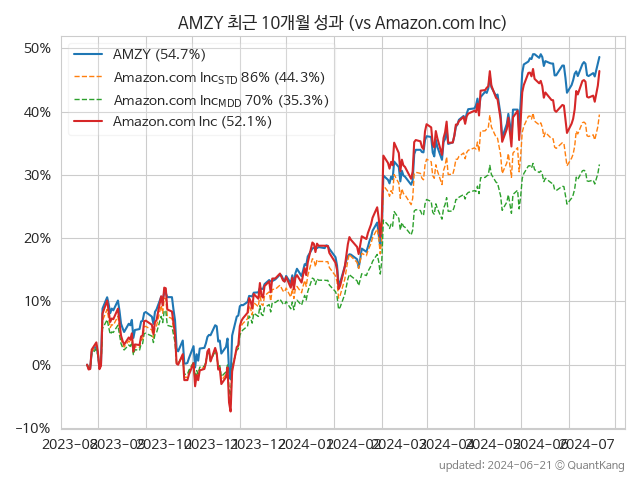 AMZY 최근 10개월 성과 (vs Amazon.com Inc)
50%
40%
30%
20%
10%
0%
−10%
AMZY (54.7%)
Amazon.com IncSTD 86% (44.3%)
Amazon.com IncMDD 70% (35.3%)
Amazon.com Inc (52.1%)
2023-08 2023-09 2023-10 2023-11 2023-12 2024-01 2024-02 2024-03 2024-04 2024-05 2024-06 2024-07
updated: 2024-06-21 © QuantKang